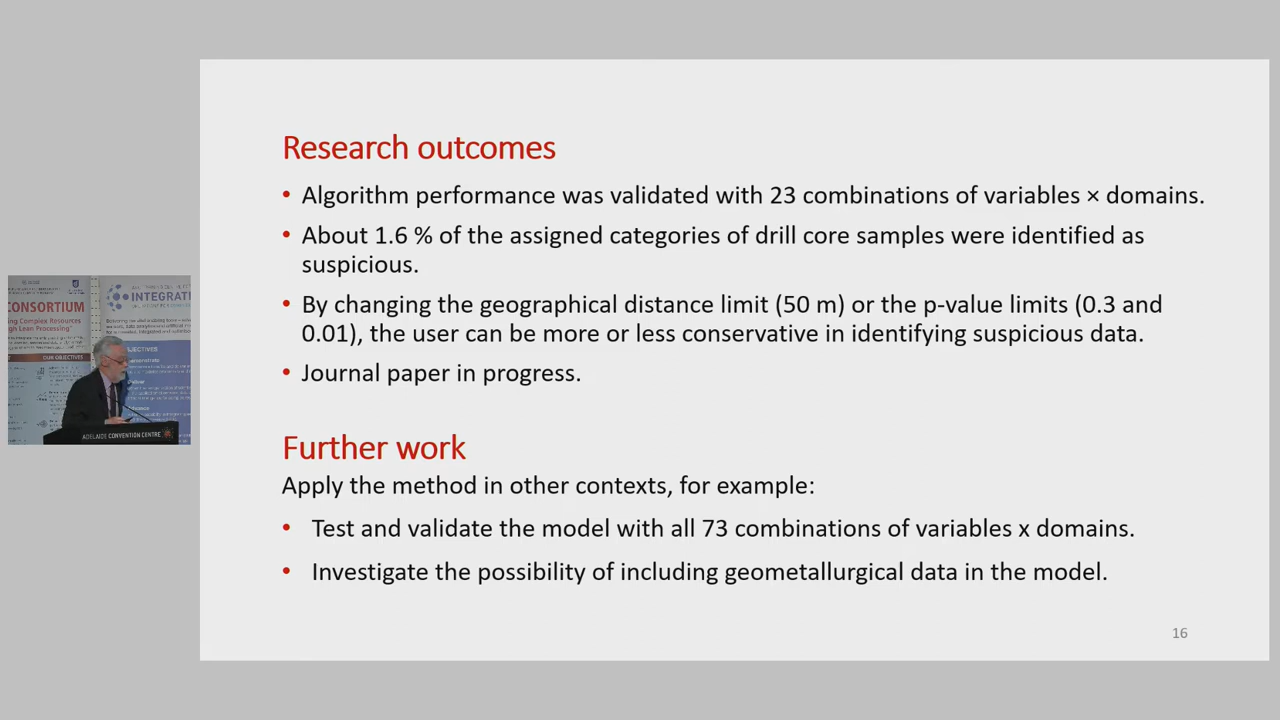 Research outcomes
• Algorithm performance was validated with 23 combinations of variables × domains.
• About 1.6 % of the assigned categories of drill core samples were identified as
suspicious.
• By changing the geographical distance limit (50 m) or the p-value limits (0.3 and
0.01), the user can be more or less conservative in identifying suspicious data.
• Journal paper in progress.
Further work
Apply the method in other contexts, for example:
• Test and validate the model with all 73 combinations of variables x domains.
• Investigate the possibility of including geometallurgical data in the model.
16
CONSORTIUM
INTEGRAT
OUR OBJECTIVES
ADELAIDE CONVENTION CENTRE